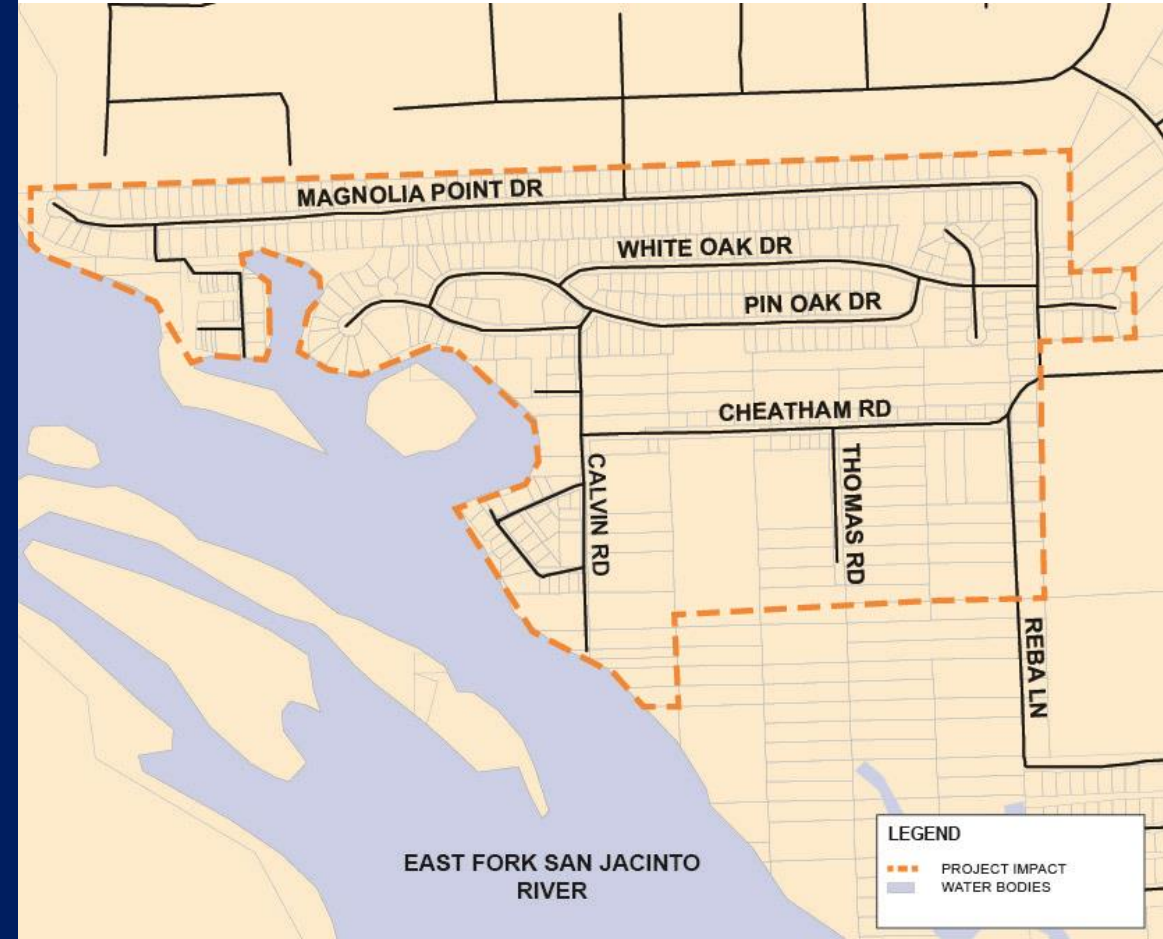 MAGNOLIA POINT DR
WHITE OAK DR
PIN OAK DR
CHEATHAM RD
CALVIN RD
THOMAS RD
REBA LN
EAST FORK SAN JACINTO
RIVER
LEGEND
PROJECT IMPACT
WATER BODIES